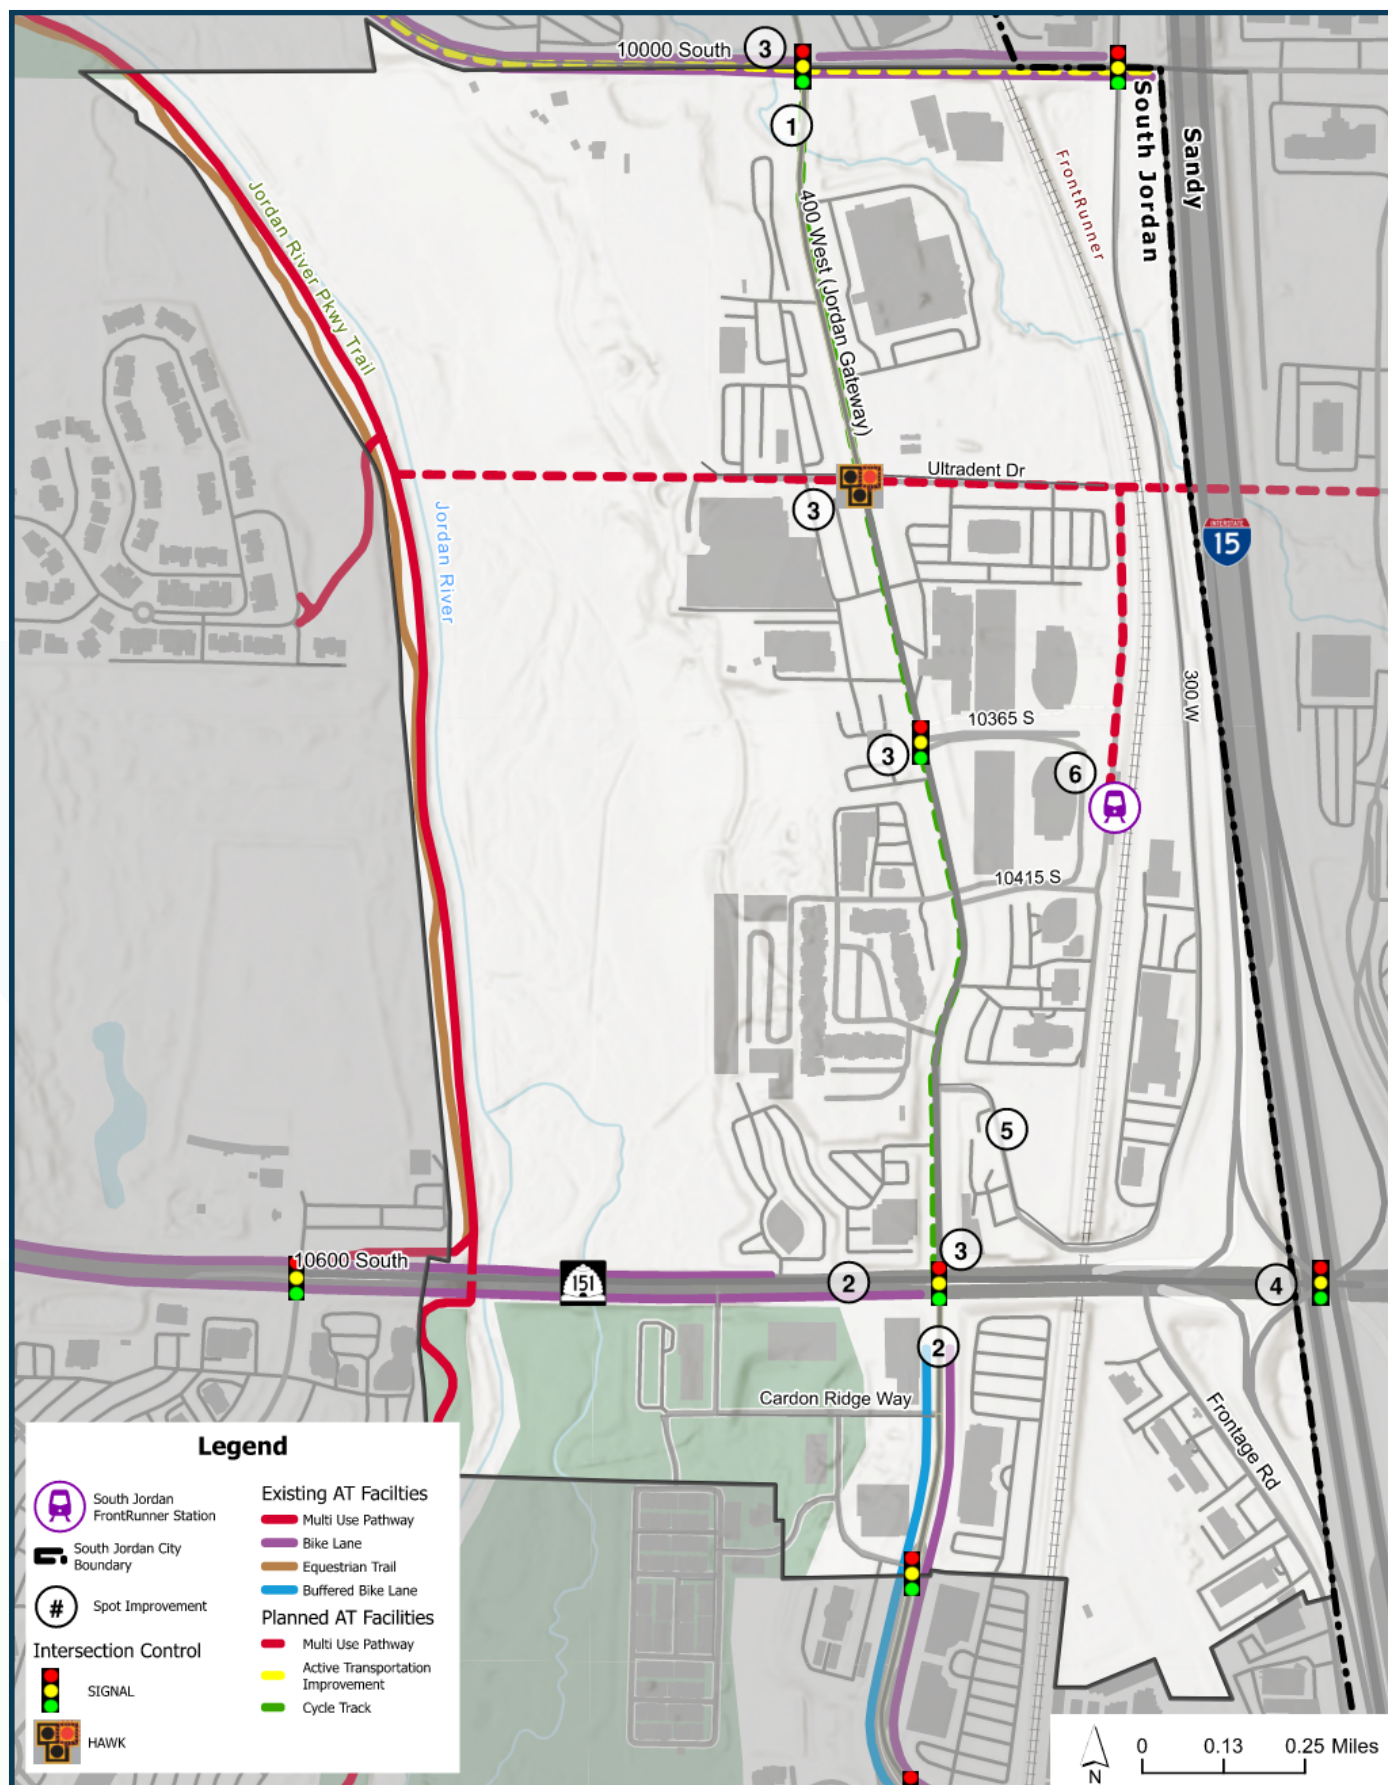 10000 South
3
1
South Jordan
Sandy
FrontRunner
Jordan River Pkwy Trail
400 West (Jordan Gateway)
Ultradent Dr
3
Jordan River
INTERSTATE
15
300 W
10365 S
3
6
10415 S
5
10600 South
151
3
2
4
2
Cardon Ridge Way
Frontage Rd
Legend
South Jordan
FrontRunner Station
South Jordan City
Boundary
#
Spot Improvement
Intersection Control
SIGNAL
HAWK
Existing AT Facilties
Multi Use Pathway
Bike Lane
Equestrian Trail
Buffered Bike Lane
Planned AT Facilities
Multi Use Pathway
Active Transportation
Improvement
Cycle Track
N
0 0.13 0.25 Miles